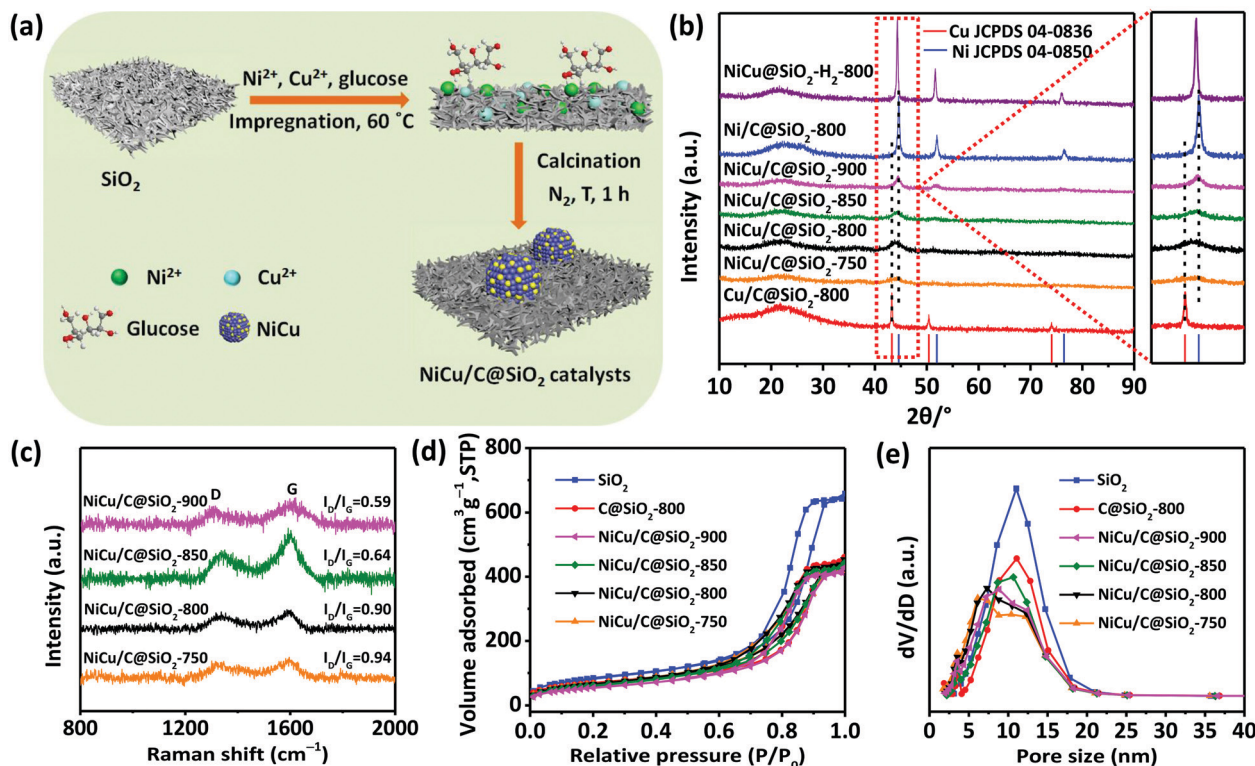 (a)
Ni²⁺, Cu²⁺, glucose
Impregnation, 60 °C
SiO₂
Calcination
N₂, T, 1 h
Ni²⁺
Cu²⁺
Glucose
NiCu
NiCu/C@SiO₂ catalysts
(b)
Cu JCPDS 04-0836
Ni JCPDS 04-0850
NiCu@SiO₂-H₂-800
Ni/C@SiO₂-800
NiCu/C@SiO₂-900
NiCu/C@SiO₂-850
NiCu/C@SiO₂-800
NiCu/C@SiO₂-750
Cu/C@SiO₂-800
Intensity (a.u.)
10 20 30 40 50 60 70 80 90
2θ/°
(c)
NiCu/C@SiO₂-900 D G I_D/I_G=0.59
NiCu/C@SiO₂-850 I_D/I_G=0.64
NiCu/C@SiO₂-800 I_D/I_G=0.90
NiCu/C@SiO₂-750 I_D/I_G=0.94
Intensity (a.u.)
800 1200 1600 2000
Raman shift (cm⁻¹)
(d)
Volume adsorbed (cm³ g⁻¹,STP)
800
600
400
200
0
SiO₂
C@SiO₂-800
NiCu/C@SiO₂-900
NiCu/C@SiO₂-850
NiCu/C@SiO₂-800
NiCu/C@SiO₂-750
0.0 0.2 0.4 0.6 0.8 1.0
Relative pressure (P/P₀)
(e)
dV/dD (a.u.)
SiO₂
C@SiO₂-800
NiCu/C@SiO₂-900
NiCu/C@SiO₂-850
NiCu/C@SiO₂-800
NiCu/C@SiO₂-750
0 5 10 15 20 25 30 35 40
Pore size (nm)